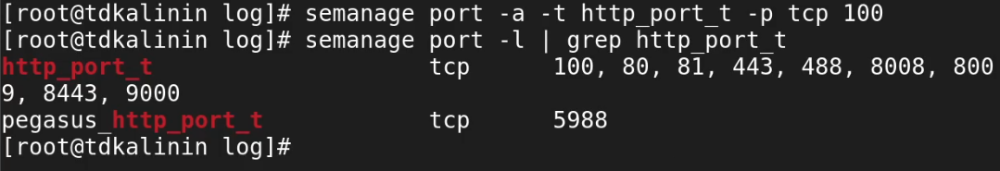 [root@tdkalinin log]# semanage port -a -t http_port_t -p tcp 100
[root@tdkalinin log]# semanage port -l | grep http_port_t
http_port_t                    tcp      100, 80, 81, 443, 488, 8008, 800
9, 8443, 9000
pegasus_http_port_t            tcp      5988
[root@tdkalinin log]#